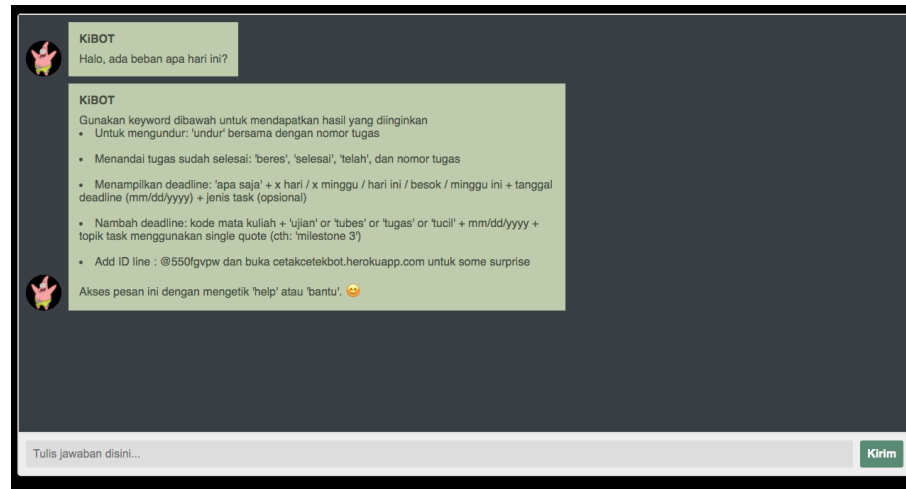 KiBOT
Halo, ada beban apa hari ini?
KiBOT
Gunakan keyword dibawah untuk mendapatkan hasil yang diinginkan
• Untuk mengundur: 'undur' bersama dengan nomor tugas
• Menandai tugas sudah selesai: 'beres', 'selesai', 'telah', dan nomor tugas
• Menampilkan deadline: 'apa saja' + x hari / x minggu / hari ini / besok / minggu ini + tanggal
deadline (mm/dd/yyyy) + jenis task (opsional)
• Nambah deadline: kode mata kuliah + 'ujian' or 'tubes' or 'tugas' or 'tucil' + mm/dd/yyyy +
topik task menggunakan single quote (cth: 'milestone 3')
• Add ID line : @550fgvpw dan buka cetakcetekbot.herokuapp.com untuk some surprise
Akses pesan ini dengan mengetik 'help' atau 'bantu'. 😊
Tulis jawaban disini...
Kirim